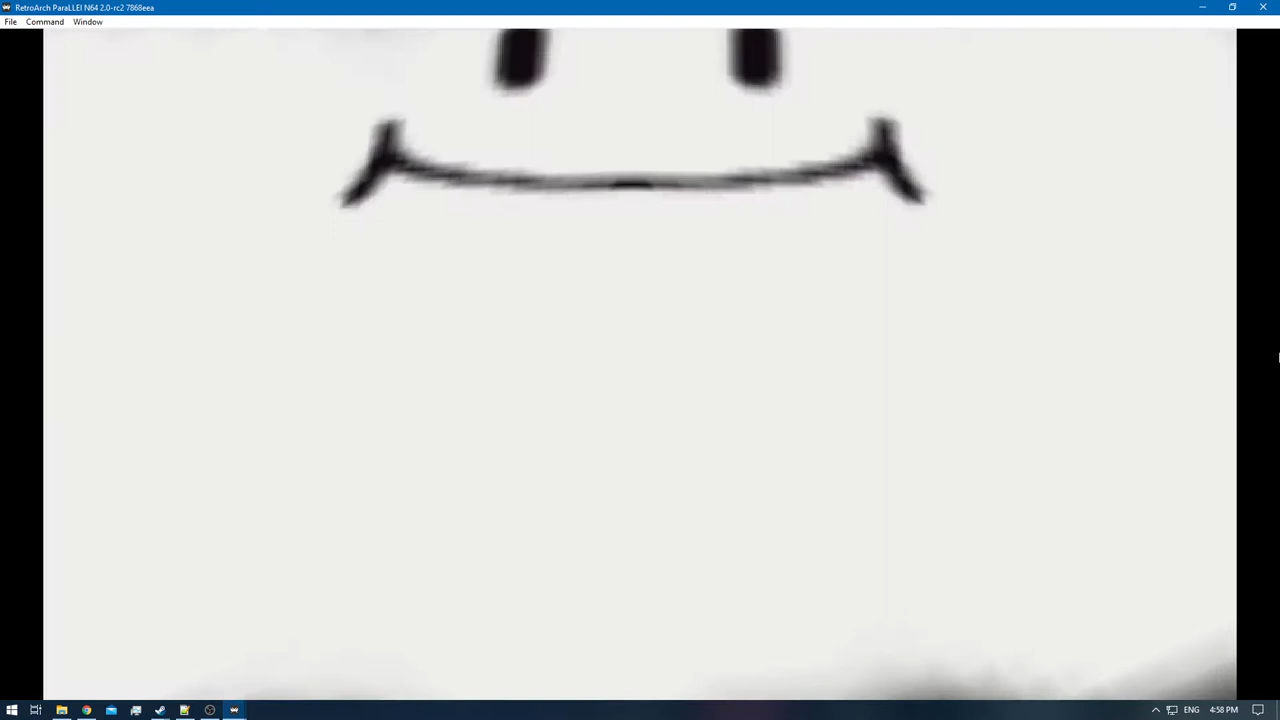 RetroArch ParaLLEl N64 2.0-rc2 7868eea
File Command Window
ENG 4:58 PM